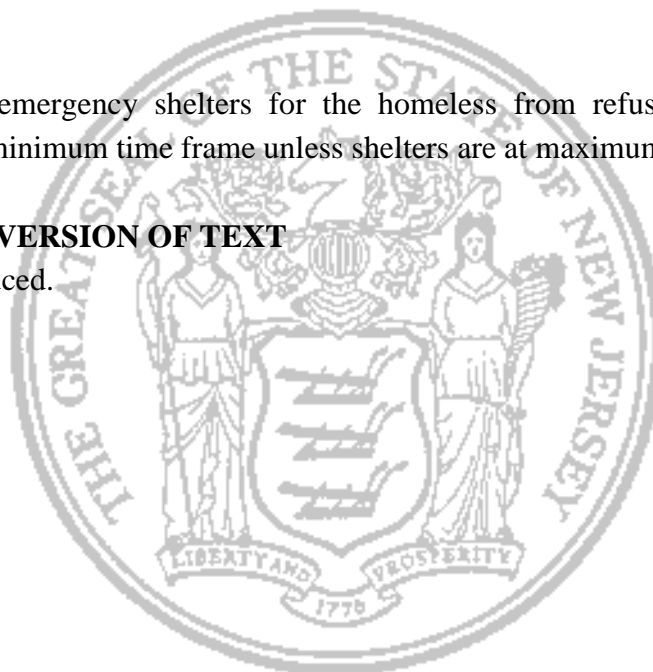 emergency shelters for the homeless from refus
minimum time frame unless shelters are at maximum
VERSION OF TEXT
uced.
THE GREAT SEAL OF THE STATE OF NEW JERSEY
LIBERTY AND PROSPERITY
1776